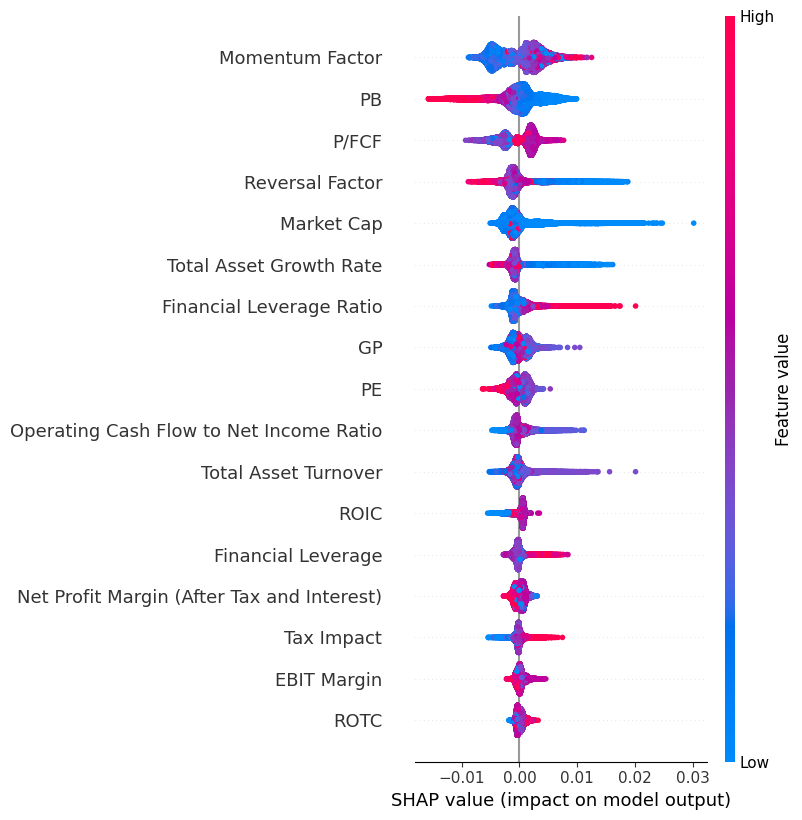 High
Momentum Factor
PB
P/FCF
Reversal Factor
Market Cap
Total Asset Growth Rate
Financial Leverage Ratio
GP
PE
Operating Cash Flow to Net Income Ratio
Total Asset Turnover
ROIC
Financial Leverage
Net Profit Margin (After Tax and Interest)
Tax Impact
EBIT Margin
ROTC
Feature value
Low
−0.01 0.00 0.01 0.02 0.03
SHAP value (impact on model output)